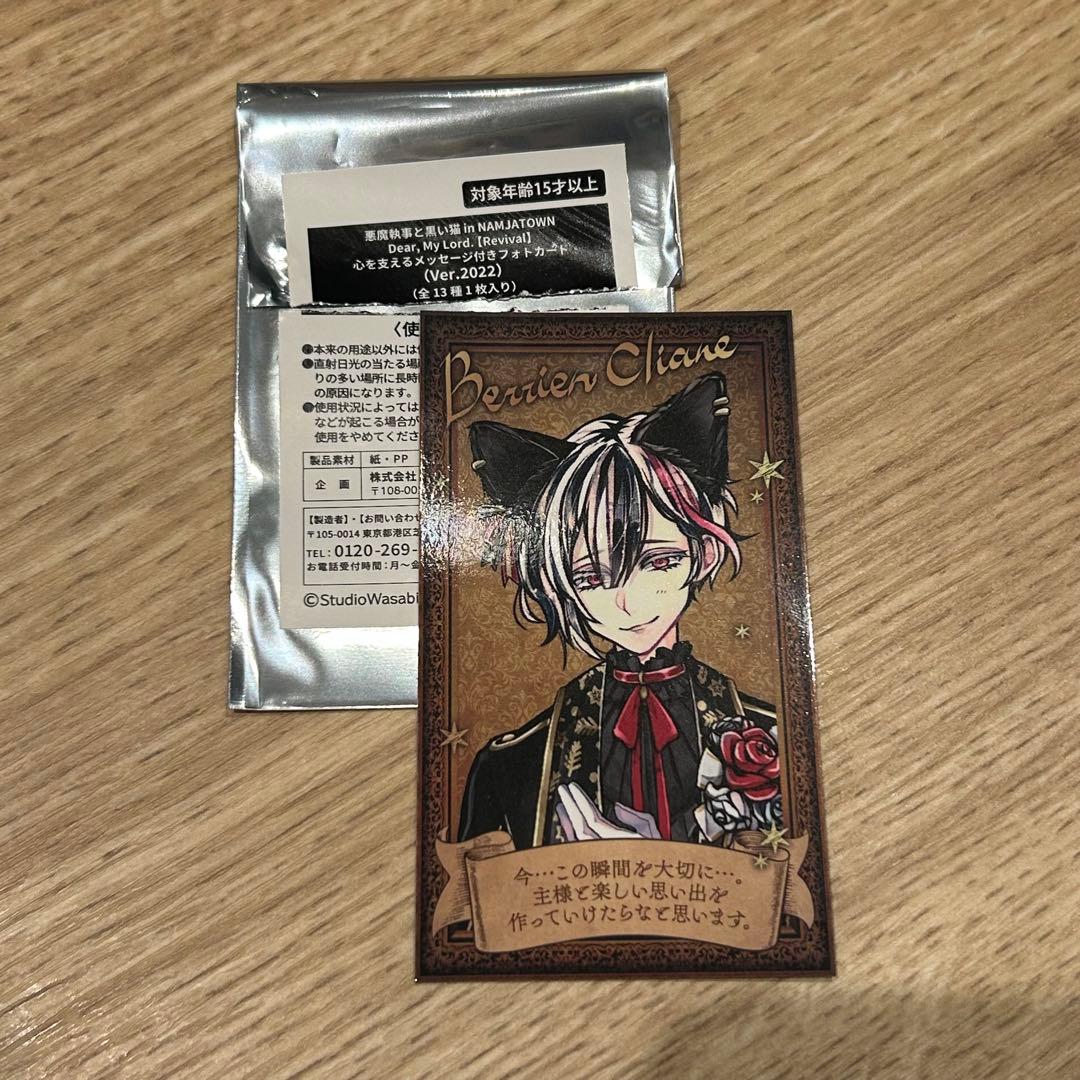 対象年齢15才以上
悪魔執事と黒い猫 in NAMJATOWN
Dear, My Lord.【Revival】
心を支えるメッセージ付きフォトカード
（Ver.2022）
（全13種1枚入り）
〈使
●本来の用途以外には
●直射日光の当たる場
りの多い場所に長時
の原因になります。
●使用状況によっては
などが起こる場合が
使用をやめてくださ
製品素材 紙・PP
企 画 株式会社
〒108-00
【製造者】・【お問い合わせ
〒105-0014 東京都港区芝
TEL：0120-269-
お電話受付時間：月～金
©StudioWasabi
Berrien Cliane
今…この瞬間を大切に…。
主様と楽しい思い出を
作っていけたらなと思います。